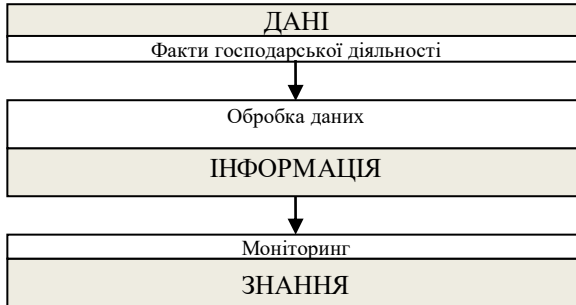 ДАНІ
Факти господарської діяльності
Обробка даних
ІНФОРМАЦІЯ
Моніторинг
ЗНАННЯ